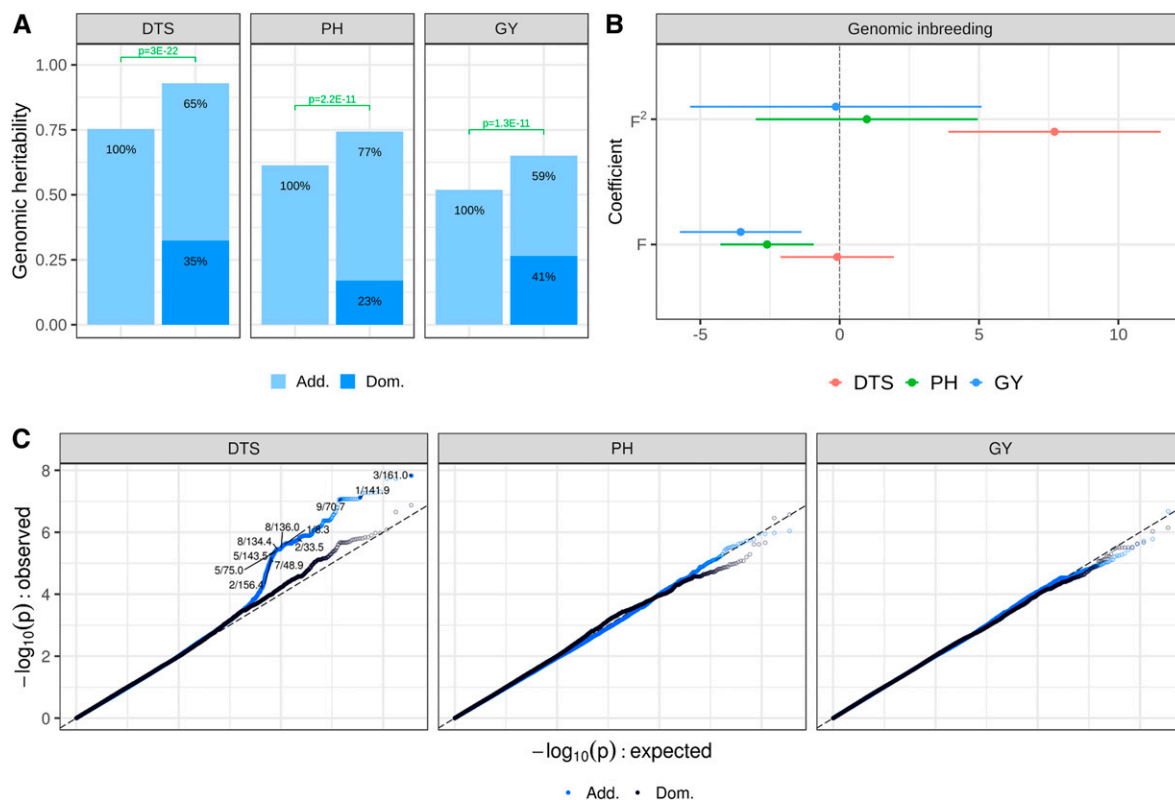 A
DTS
PH
GY
Genomic heritability
1.00
0.75
0.50
0.25
0.00
p=3E-22
p=2.2E-11
p=1.3E-11
100%
65%
35%
100%
77%
23%
100%
59%
41%
Add.
Dom.
B
Genomic inbreeding
Coefficient
F²
F
-5
0
5
10
DTS
PH
GY
C
DTS
PH
GY
−log₁₀(p) : observed
8
6
4
2
0
3/161.0
1/141.9
9/70.7
8/136.0
8/134.4
2/33.5
5/143.5
5/75.0
7/48.9
2/156.4
−log₁₀(p) : expected
Add.
Dom.